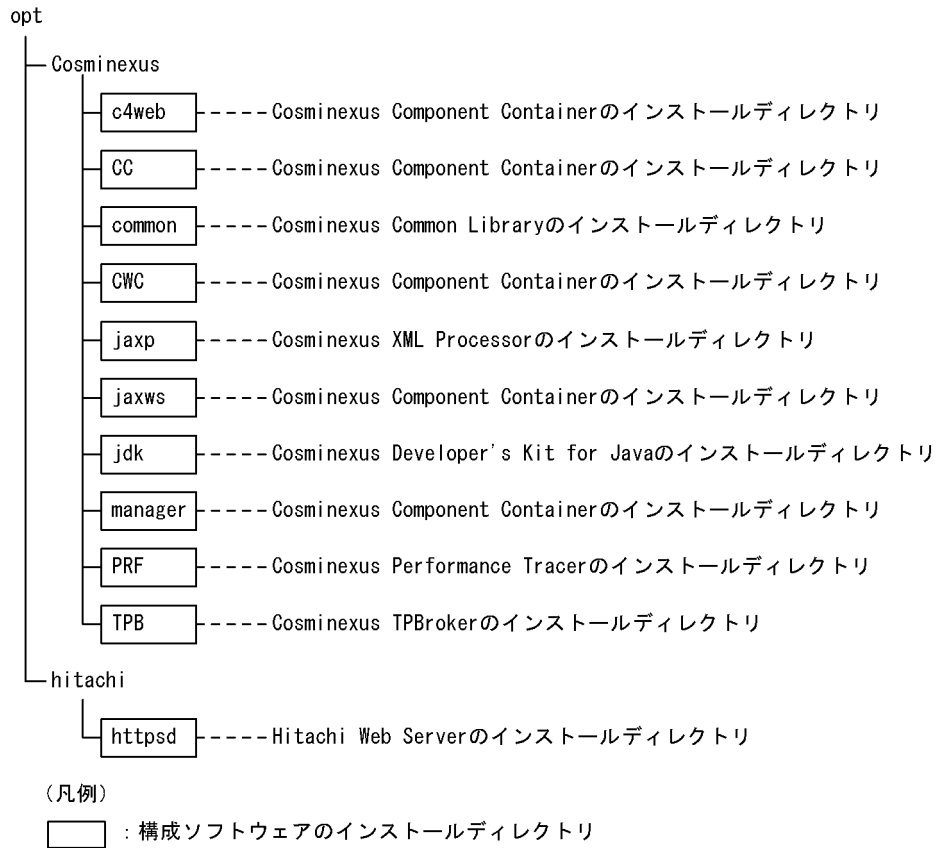 opt
Cosminexus
c4web Cosminexus Component Containerのインストールディレクトリ
CC Cosminexus Component Containerのインストールディレクトリ
common Cosminexus Common Libraryのインストールディレクトリ
CWC Cosminexus Component Containerのインストールディレクトリ
jaxp Cosminexus XML Processorのインストールディレクトリ
jaxws Cosminexus Component Containerのインストールディレクトリ
jdk Cosminexus Developer's Kit for Javaのインストールディレクトリ
manager Cosminexus Component Containerのインストールディレクトリ
PRF Cosminexus Performance Tracerのインストールディレクトリ
TPB Cosminexus TPBrokerのインストールディレクトリ
hitachi
httpsd Hitachi Web Serverのインストールディレクトリ
（凡例）
：構成ソフトウェアのインストールディレクトリ